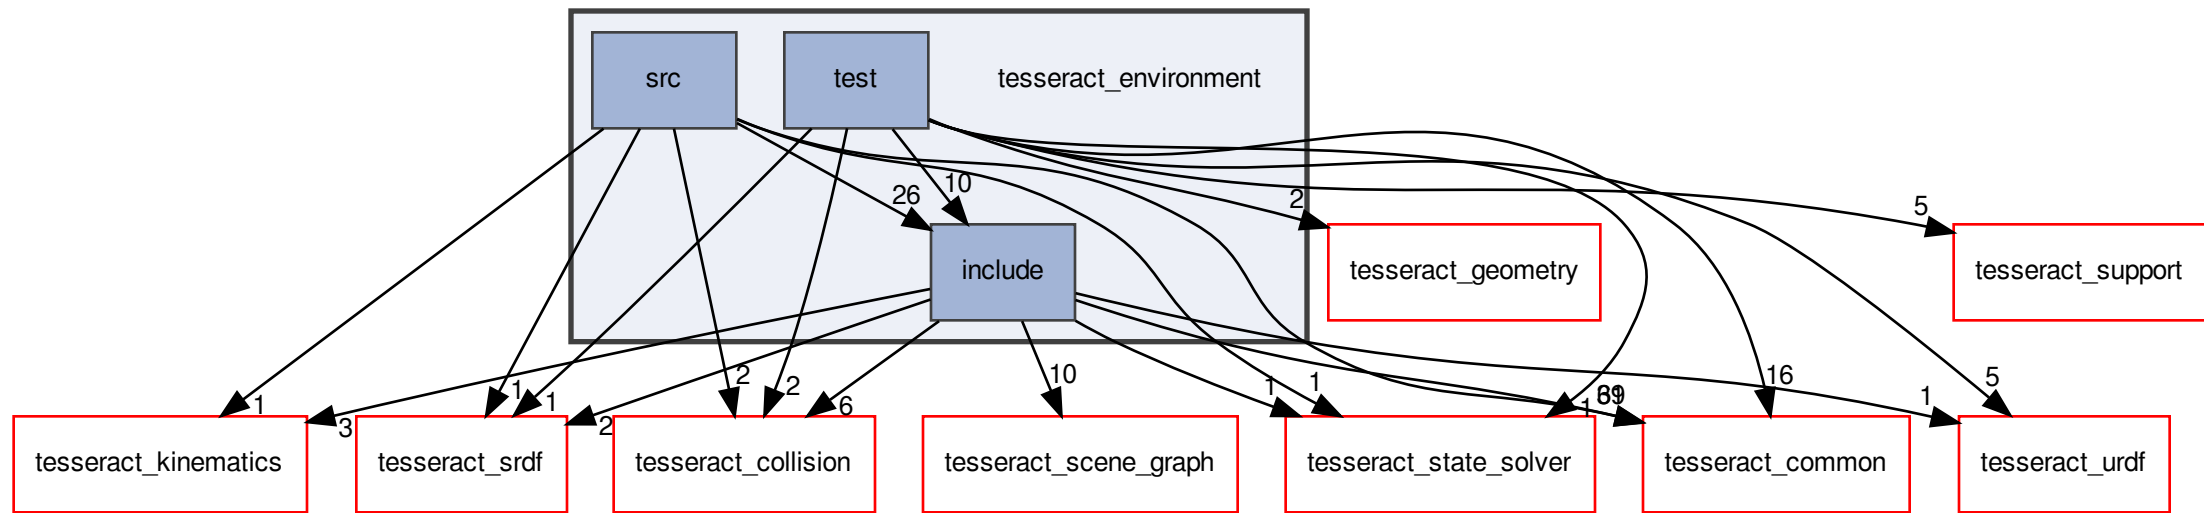 src
test
tesseract_environment
26
10
2
5
include
tesseract_geometry
tesseract_support
1
3
1
1
2
2
2
6
10
1
1
1
16
1
5
tesseract_kinematics
tesseract_srdf
tesseract_collision
tesseract_scene_graph
tesseract_state_solver
tesseract_common
tesseract_urdf